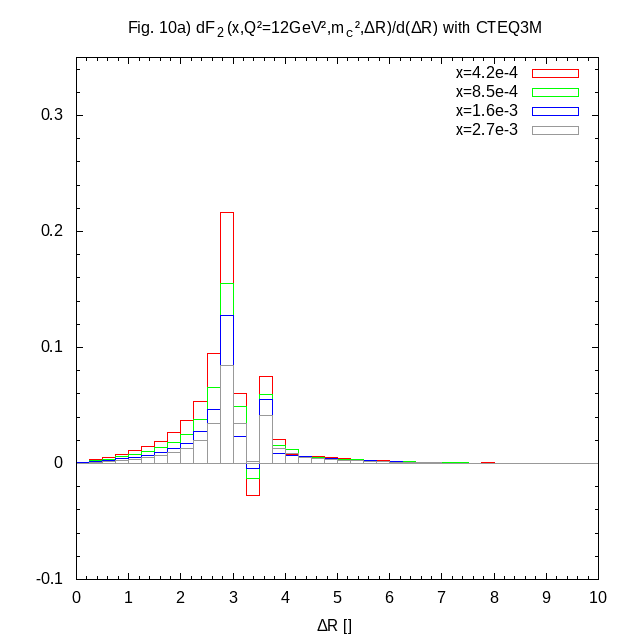 Fig. 10a) dF2(x,Q²=12GeV²,mc²,ΔR)/d(ΔR) with CTEQ3M
x=4.2e-4
x=8.5e-4
x=1.6e-3
x=2.7e-3
0.3
0.2
0.1
0
-0.1
0 1 2 3 4 5 6 7 8 9 10
ΔR []